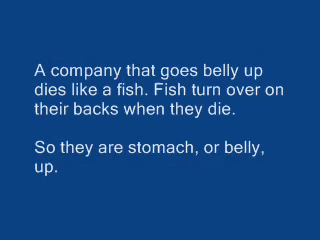 A company that goes belly up
dies like a fish. Fish turn over on
their backs when they die.
So they are stomach, or belly,
up.